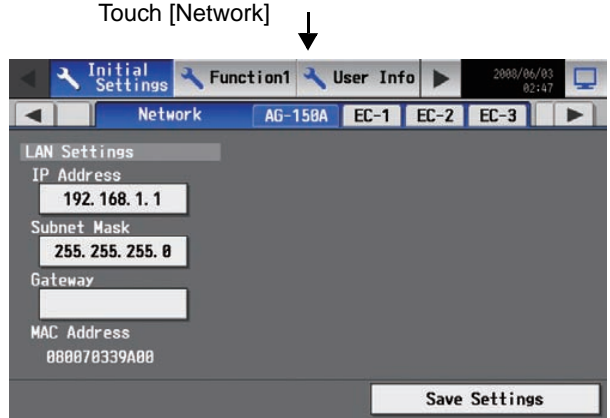 Touch [Network]
Initial Settings Function1 User Info 2008/06/03 02:47
Network AG-150A EC-1 EC-2 EC-3
LAN Settings
IP Address
192.168.1.1
Subnet Mask
255.255.255.0
Gateway
MAC Address
080070339A00
Save Settings